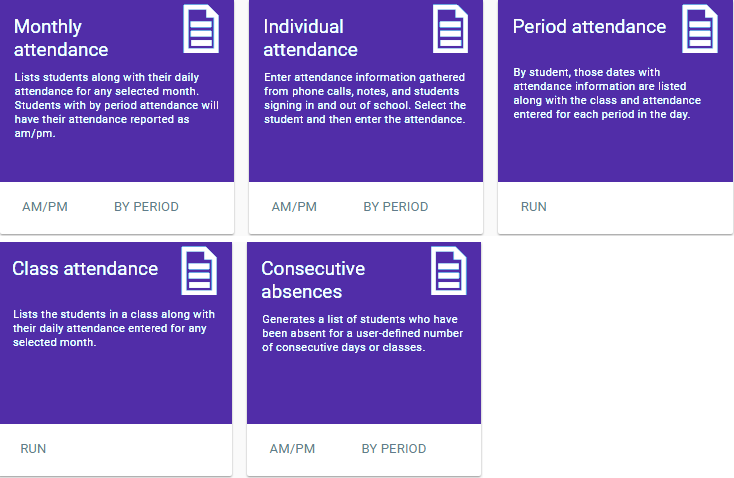 Monthly
attendance
Lists students along with their daily
attendance for any selected month.
Students with by period attendance will
have their attendance reported as
am/pm.
AM/PM BY PERIOD
Individual
attendance
Enter attendance information gathered
from phone calls, notes, and students
signing in and out of school. Select the
student and then enter the attendance.
AM/PM BY PERIOD
Period attendance
By student, those dates with
attendance information are listed
along with the class and attendance
entered for each period in the day.
RUN
Class attendance
Lists the students in a class along with
their daily attendance entered for any
selected month.
RUN
Consecutive
absences
Generates a list of students who have
been absent for a user-defined number
of consecutive days or classes.
AM/PM BY PERIOD